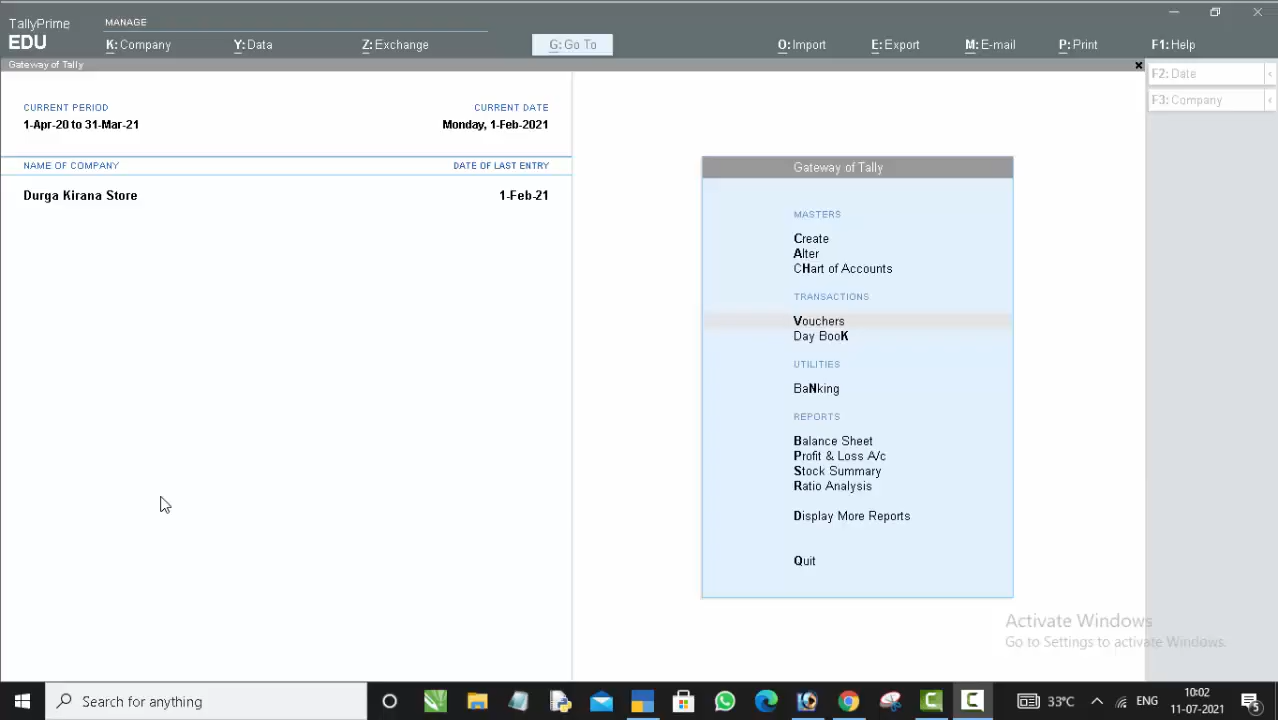 TallyPrime
EDU
MANAGE
K: Company
Y: Data
Z: Exchange
G: Go To
O: Import
E: Export
M: E-mail
P: Print
F1: Help
Gateway of Tally
F2: Date
F3: Company
CURRENT PERIOD
CURRENT DATE
1-Apr-20 to 31-Mar-21
Monday, 1-Feb-2021
NAME OF COMPANY
DATE OF LAST ENTRY
Durga Kirana Store
1-Feb-21
Gateway of Tally
MASTERS
Create
Alter
CHart of Accounts
TRANSACTIONS
Vouchers
Day BooK
UTILITIES
BaNking
REPORTS
Balance Sheet
Profit & Loss A/c
Stock Summary
Ratio Analysis
Display More Reports
Quit
Activate Windows
Go to Settings to activate Windows.
Search for anything
33°C
ENG
10:02
11-07-2021
5